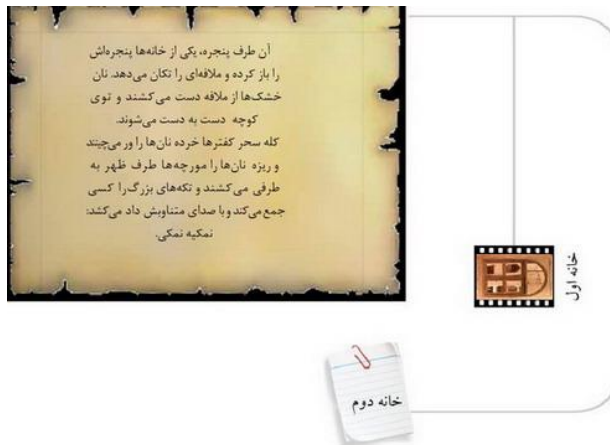 آن طرف پنجره، یکی از خانه‌ها پنجره‌اش
را باز کرده و ملافه‌ای را تکان می‌دهد. نان
خشک‌ها از ملافه دست می‌کشند و توی
کوچه دست به دست می‌شوند.
کله سحر کفترها خرده نان‌ها را ور می‌چینند
و ریزه نان‌ها را مورچه‌ها طرف ظهر به
طرفی می‌کشند و تکه‌های بزرگ را کسی
جمع می‌کند و با صدای متناوبش داد می‌کشد:
نمکیه نمکی.
خانه اول
خانه دوم